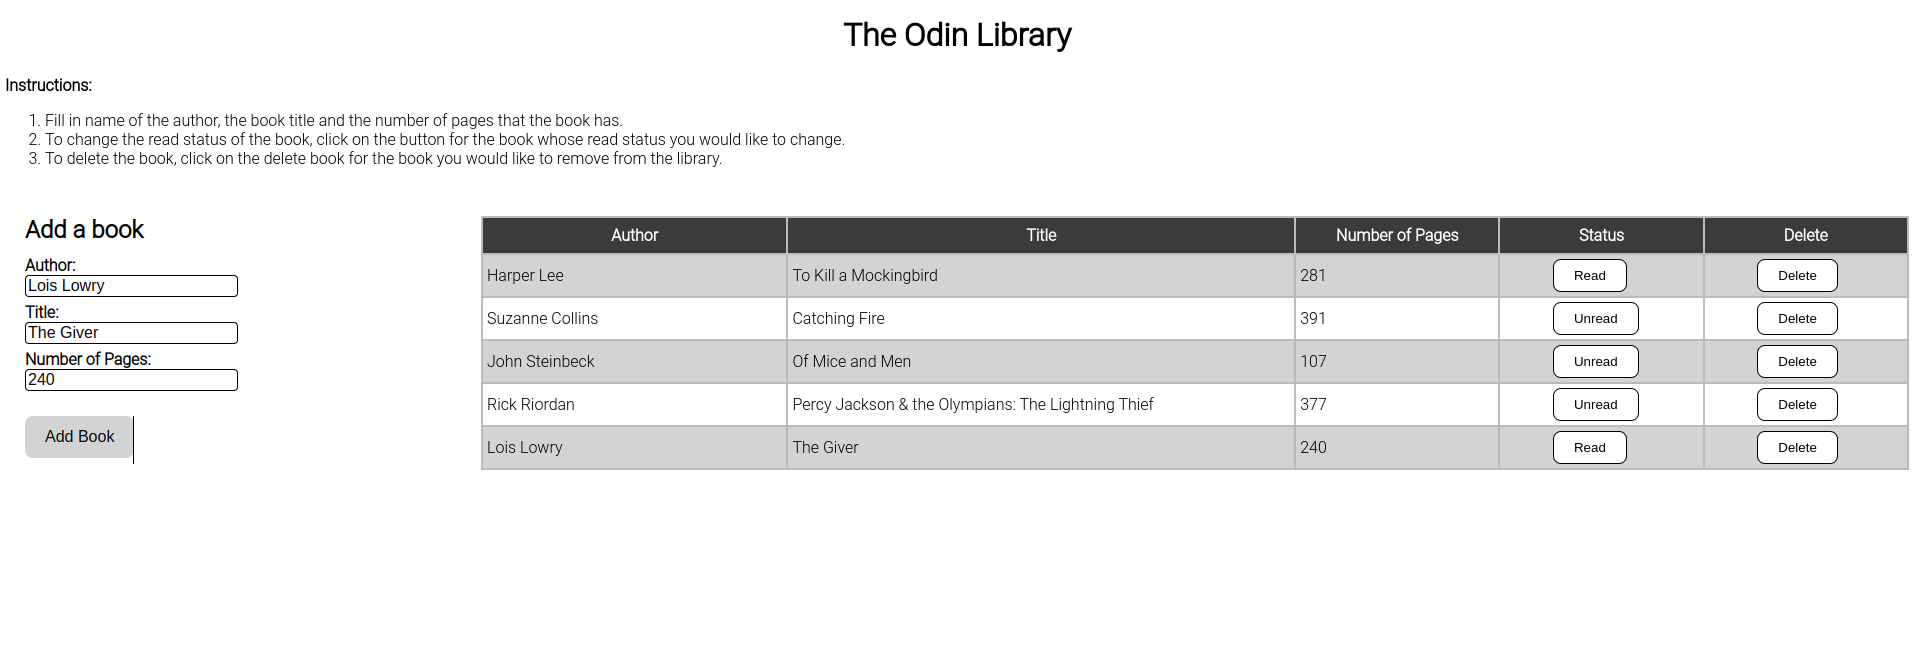 The Odin Library
Instructions:
1. Fill in name of the author, the book title and the number of pages that the book has.
2. To change the read status of the book, click on the button for the book whose read status you would like to change.
3. To delete the book, click on the delete book for the book you would like to remove from the library.
Add a book
Author:
Lois Lowry
Title:
The Giver
Number of Pages:
240
Add Book
Author Title Number of Pages Status Delete
Harper Lee To Kill a Mockingbird 281 Read Delete
Suzanne Collins Catching Fire 391 Unread Delete
John Steinbeck Of Mice and Men 107 Unread Delete
Rick Riordan Percy Jackson & the Olympians: The Lightning Thief 377 Unread Delete
Lois Lowry The Giver 240 Read Delete